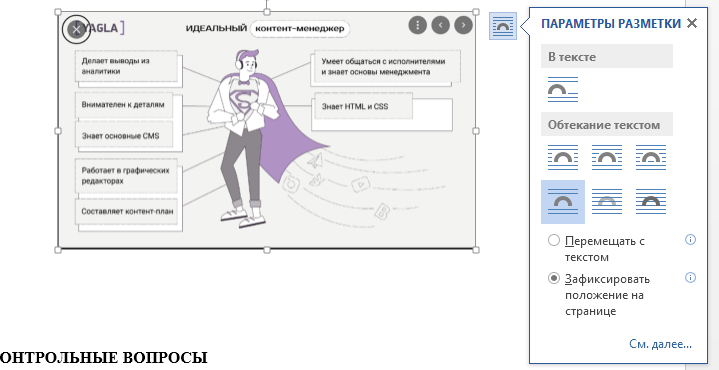 YAGLA]
ИДЕАЛЬНЫЙ контент-менеджер
Делает выводы из
аналитики
Внимателен к деталям
Знает основные CMS
Работает в графических
редакторах
Составляет контент-план
Умеет общаться с исполнителями
и знает основы менеджмента
Знает HTML и CSS
ПАРАМЕТРЫ РАЗМЕТКИ
В тексте
Обтекание текстом
Перемещать с
текстом
Зафиксировать
положение на
странице
См. далее...
ОНТРОЛЬНЫЕ ВОПРОСЫ